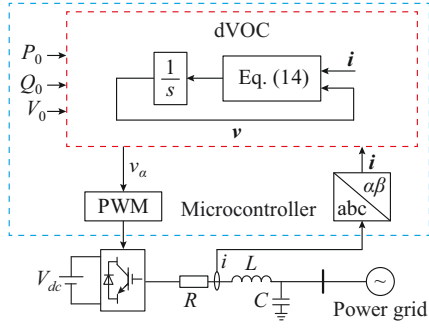 dVOC
P0
Q0
V0
1
s
Eq. (14)
i
v
vα
i
PWM
Microcontroller
αβ
abc
Vdc
R
i
L
C
~
Power grid